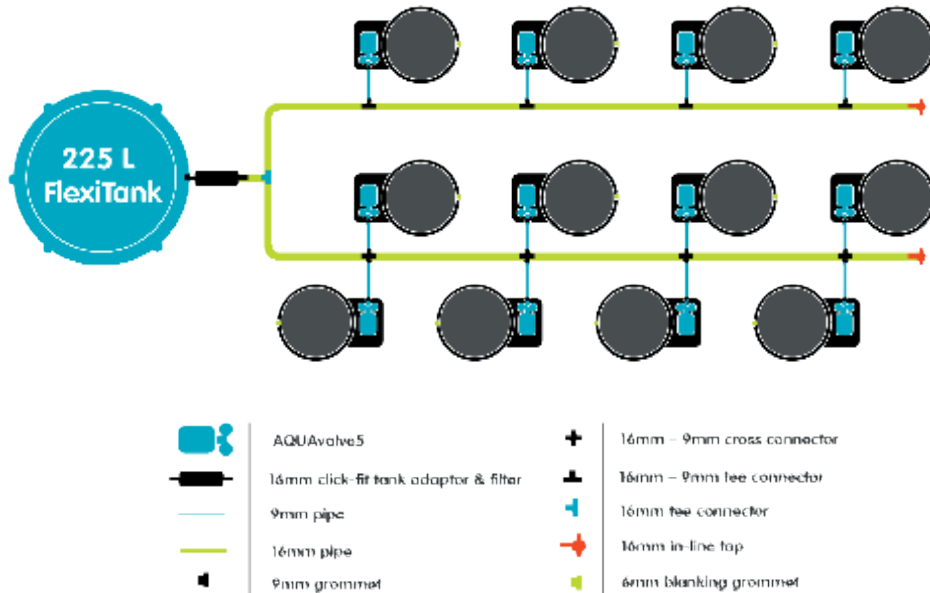 225 L
FlexiTank
AQUAvalve5
16mm click-fit tank adaptor & filter
9mm pipe
16mm pipe
9mm grommet
16mm – 9mm cross connector
16mm – 9mm tee connector
16mm tee connector
16mm in-line tap
6mm blanking grommet